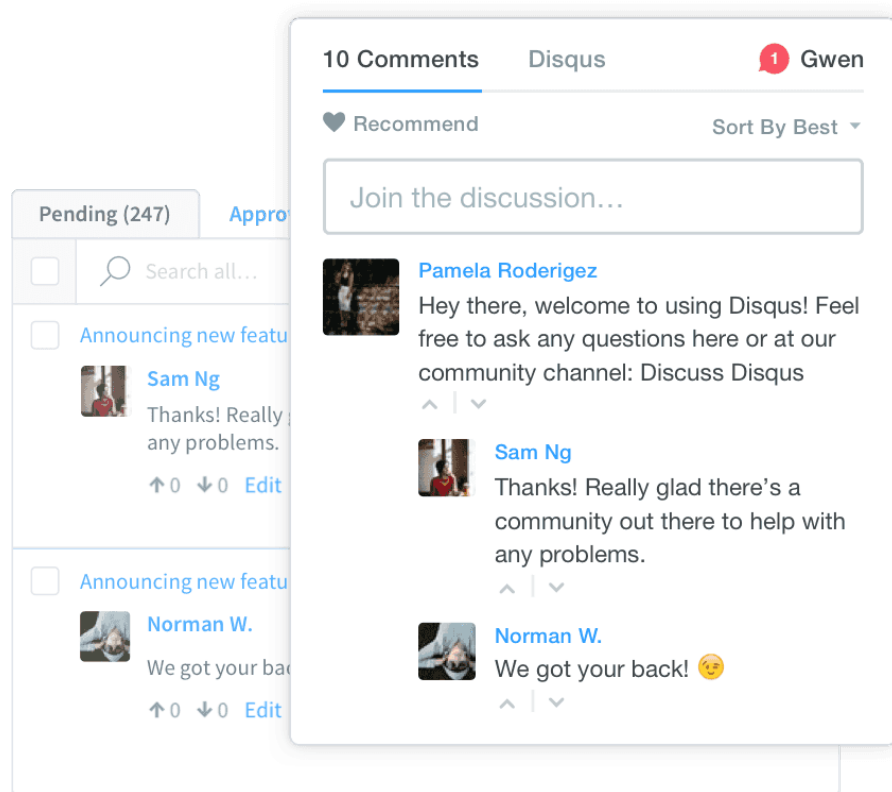 10 Comments Disqus 1 Gwen
Recommend Sort By Best
Join the discussion...
Pamela Roderigez
Hey there, welcome to using Disqus! Feel
free to ask any questions here or at our
community channel: Discuss Disqus
Sam Ng
Thanks! Really glad there’s a
community out there to help with
any problems.
Norman W.
We got your back! 😉
Pending (247)
Search all...
Announcing new
Sam Ng
Thanks! Really
any problems.
0 0 Edit
Announcing new
Norman W.
We got your
0 0 Edit